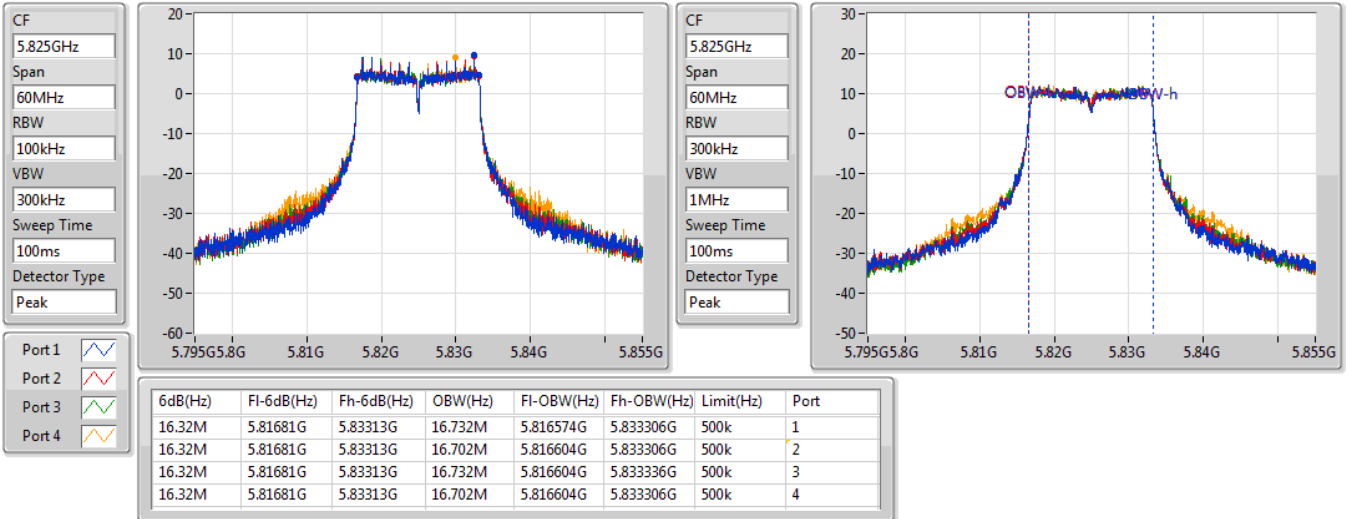 CF
5.825GHz
Span
60MHz
RBW
100kHz
VBW
300kHz
Sweep Time
100ms
Detector Type
Peak
20
10
0
-10
-20
-30
-40
-50
-60
5.795G 5.8G 5.81G 5.82G 5.83G 5.84G 5.855G
CF
5.825GHz
Span
60MHz
RBW
300kHz
VBW
1MHz
Sweep Time
100ms
Detector Type
Peak
30
20
10
0
-10
-20
-30
-40
-50
OBW-h
5.795G 5.8G 5.81G 5.82G 5.83G 5.84G 5.855G
Port 1
Port 2
Port 3
Port 4
6dB(Hz) Fl-6dB(Hz) Fh-6dB(Hz) OBW(Hz) Fl-OBW(Hz) Fh-OBW(Hz) Limit(Hz) Port
16.32M 5.81681G 5.83313G 16.732M 5.816574G 5.833306G 500k 1
16.32M 5.81681G 5.83313G 16.702M 5.816604G 5.833306G 500k 2
16.32M 5.81681G 5.83313G 16.732M 5.816604G 5.833336G 500k 3
16.32M 5.81681G 5.83313G 16.702M 5.816604G 5.833306G 500k 4